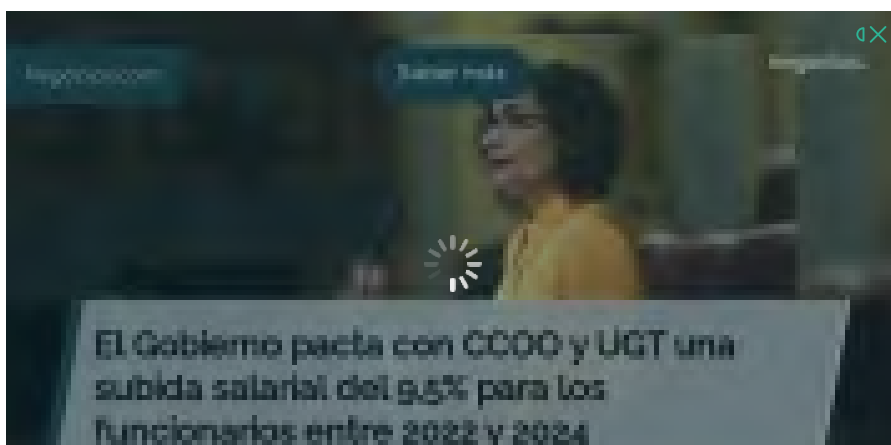 Saber más
El Gobierno pacta con CCOO y UGT una
subida salarial del 9,5% para los
funcionarios entre 2022 y 2024